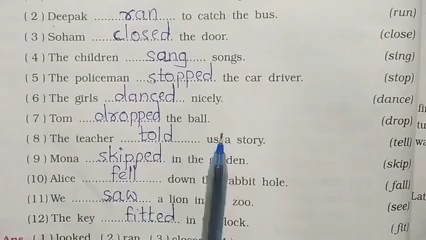 (2) Deepak ran to catch the bus. (run)
(3) Soham closed the door. (close)
(4) The children sang songs. (sing)
(5) The policeman stopped the car driver. (stop)
(6) The girls danced nicely. (dance)
(7) Tom dropped the ball. (drop)
(8) The teacher told us a story. (tell)
(9) Mona skipped in the den. (skip)
(10) Alice fell down abbit hole. (fall)
(11) We saw a lion in zoo. (see)
(12) The key fitted in lock. (fit)
Ans. (1) looked (2) ran (3) close